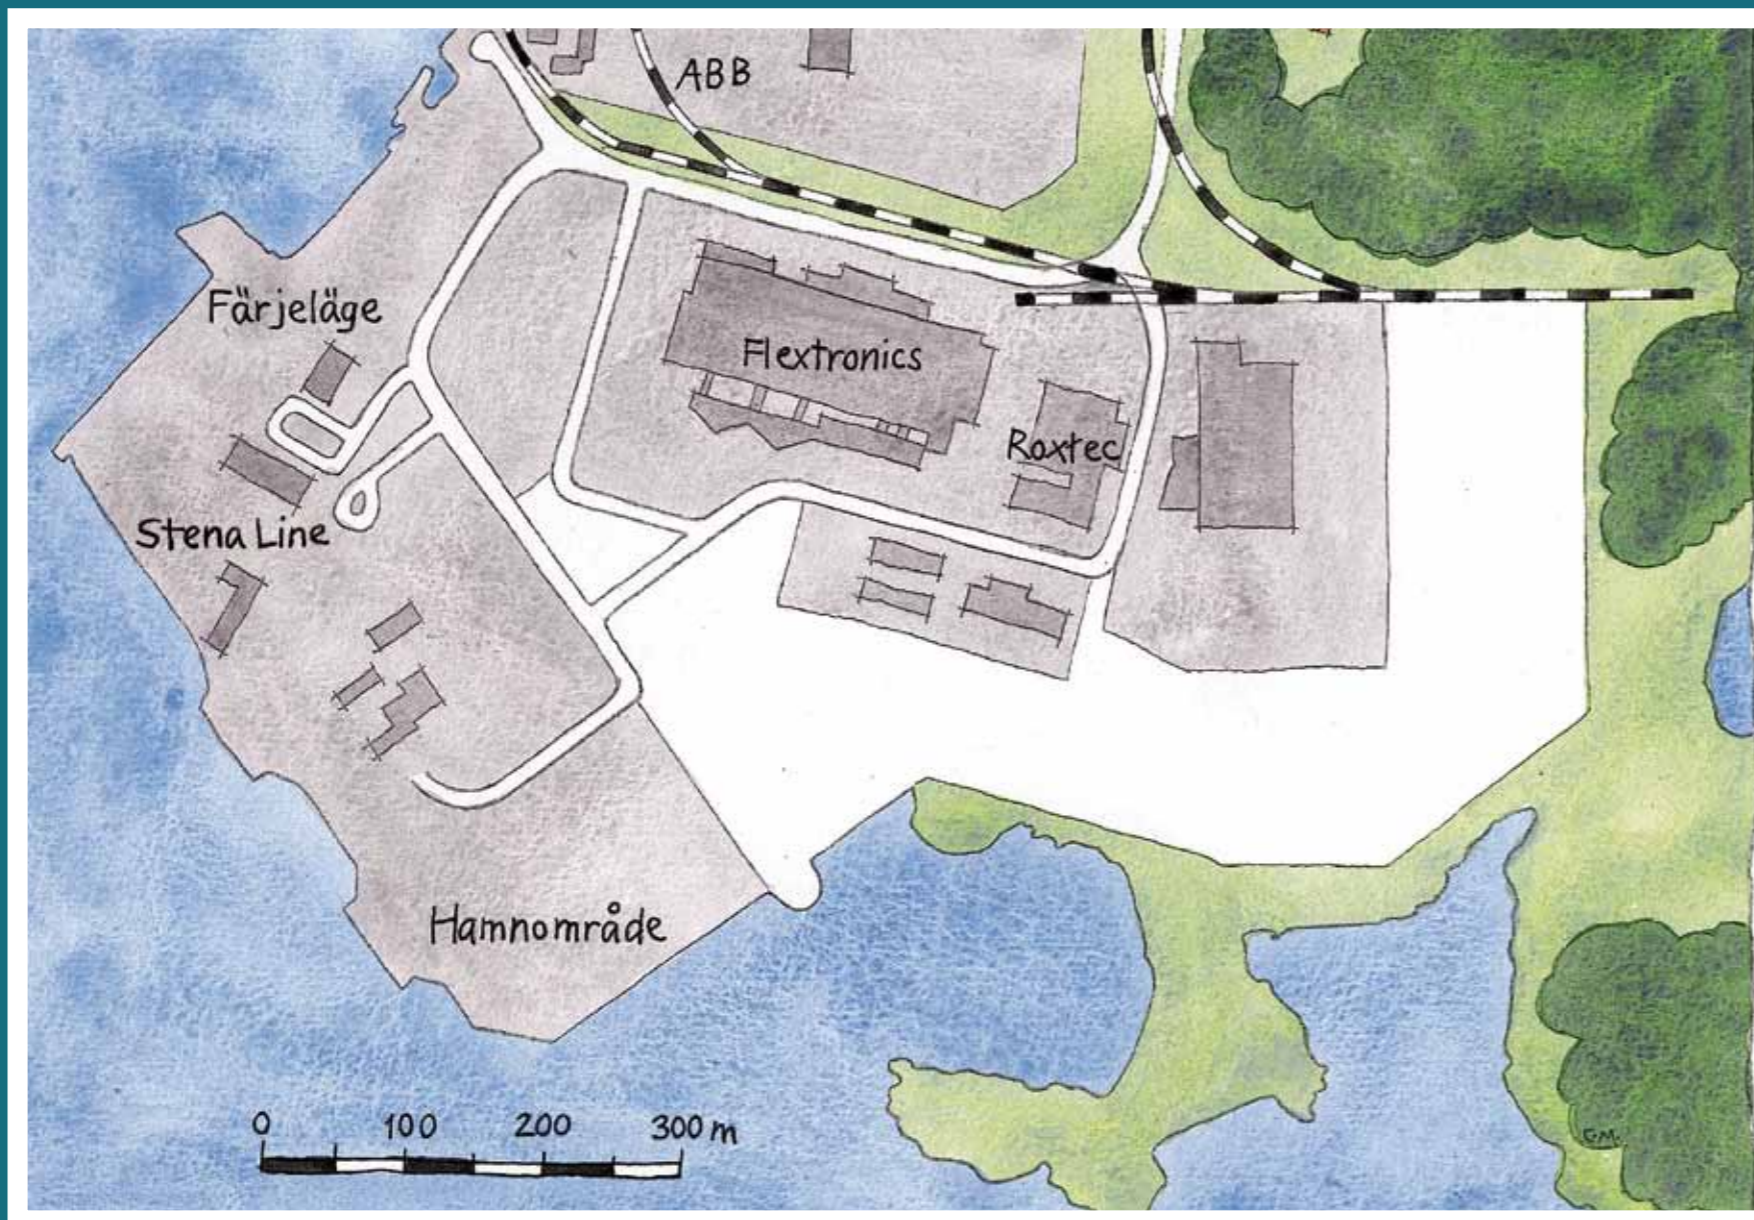 ABB
Färjeläge
Flextronics
Roxtec
Stena Line
Hamnområde
0 100 200 300 m
G.M.